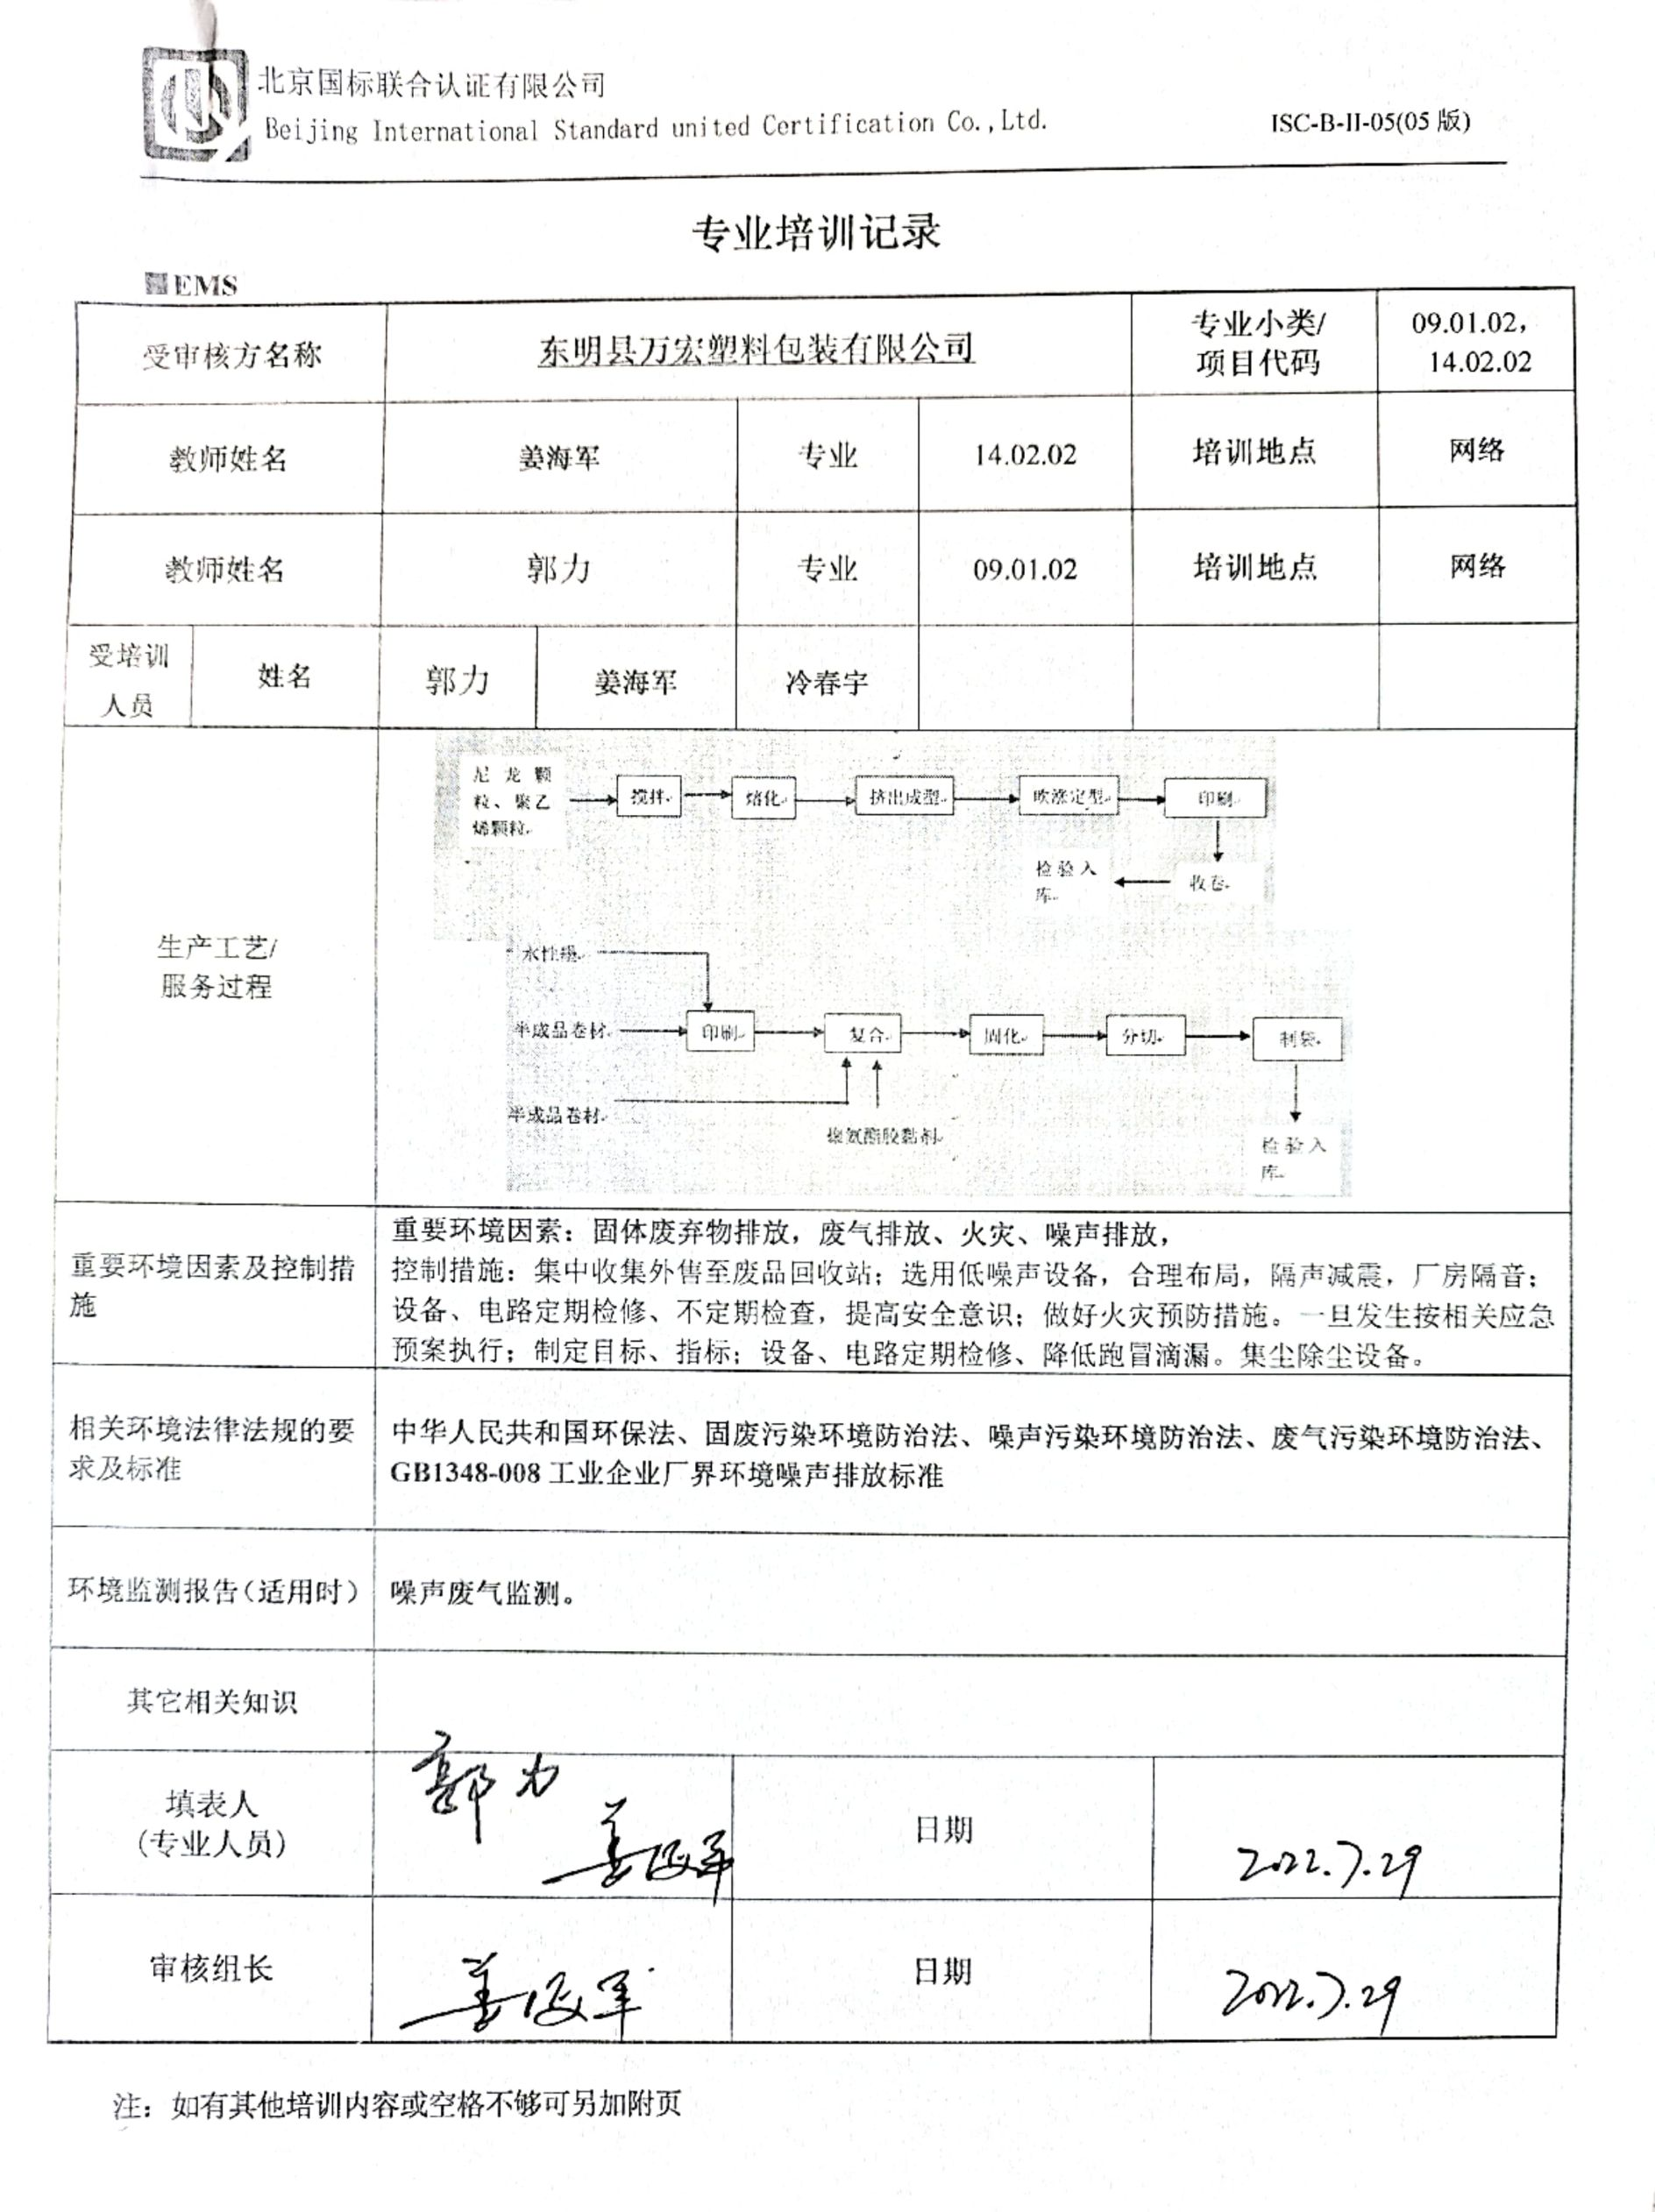 北京国标联合认证有限公司
Beijing International Standard united Certification Co.,Ltd.
ISC-B-II-05(05版)
专业培训记录
■EMS
受审核方名称 东明县万宏塑料包装有限公司 专业小类/ 09.01.02,
项目代码 14.02.02
教师姓名 姜海军 专业 14.02.02 培训地点 网络
教师姓名 郭力 专业 09.01.02 培训地点 网络
受培训
人员 姓名 郭力 姜海军 冷春宇
生产工艺/
服务过程
尼龙颗
粒、聚乙
烯颗粒
搅拌 熔化 挤出成型 吹涨定型 印刷
检验入
库 收卷
水性墨
半成品卷材 印刷 复合 固化 分切 制袋
半成品卷材
聚氨酯胶黏剂
检验入
库
重要环境因素及控制措
施
重要环境因素：固体废弃物排放，废气排放、火灾、噪声排放，
控制措施：集中收集外售至废品回收站；选用低噪声设备，合理布局，隔声减震，厂房隔音；
设备、电路定期检修、不定期检查，提高安全意识；做好火灾预防措施。一旦发生按相关应急
预案执行；制定目标、指标；设备、电路定期检修、降低跑冒滴漏。集尘除尘设备。
相关环境法律法规的要
求及标准
中华人民共和国环保法、固废污染环境防治法、噪声污染环境防治法、废气污染环境防治法、
GB1348-008工业企业厂界环境噪声排放标准
环境监测报告（适用时） 噪声废气监测。
其它相关知识
填表人
（专业人员）
郭力
姜海军
日期 2022.7.29
审核组长 姜海军 日期 2022.7.29
注：如有其他培训内容或空格不够可另加附页